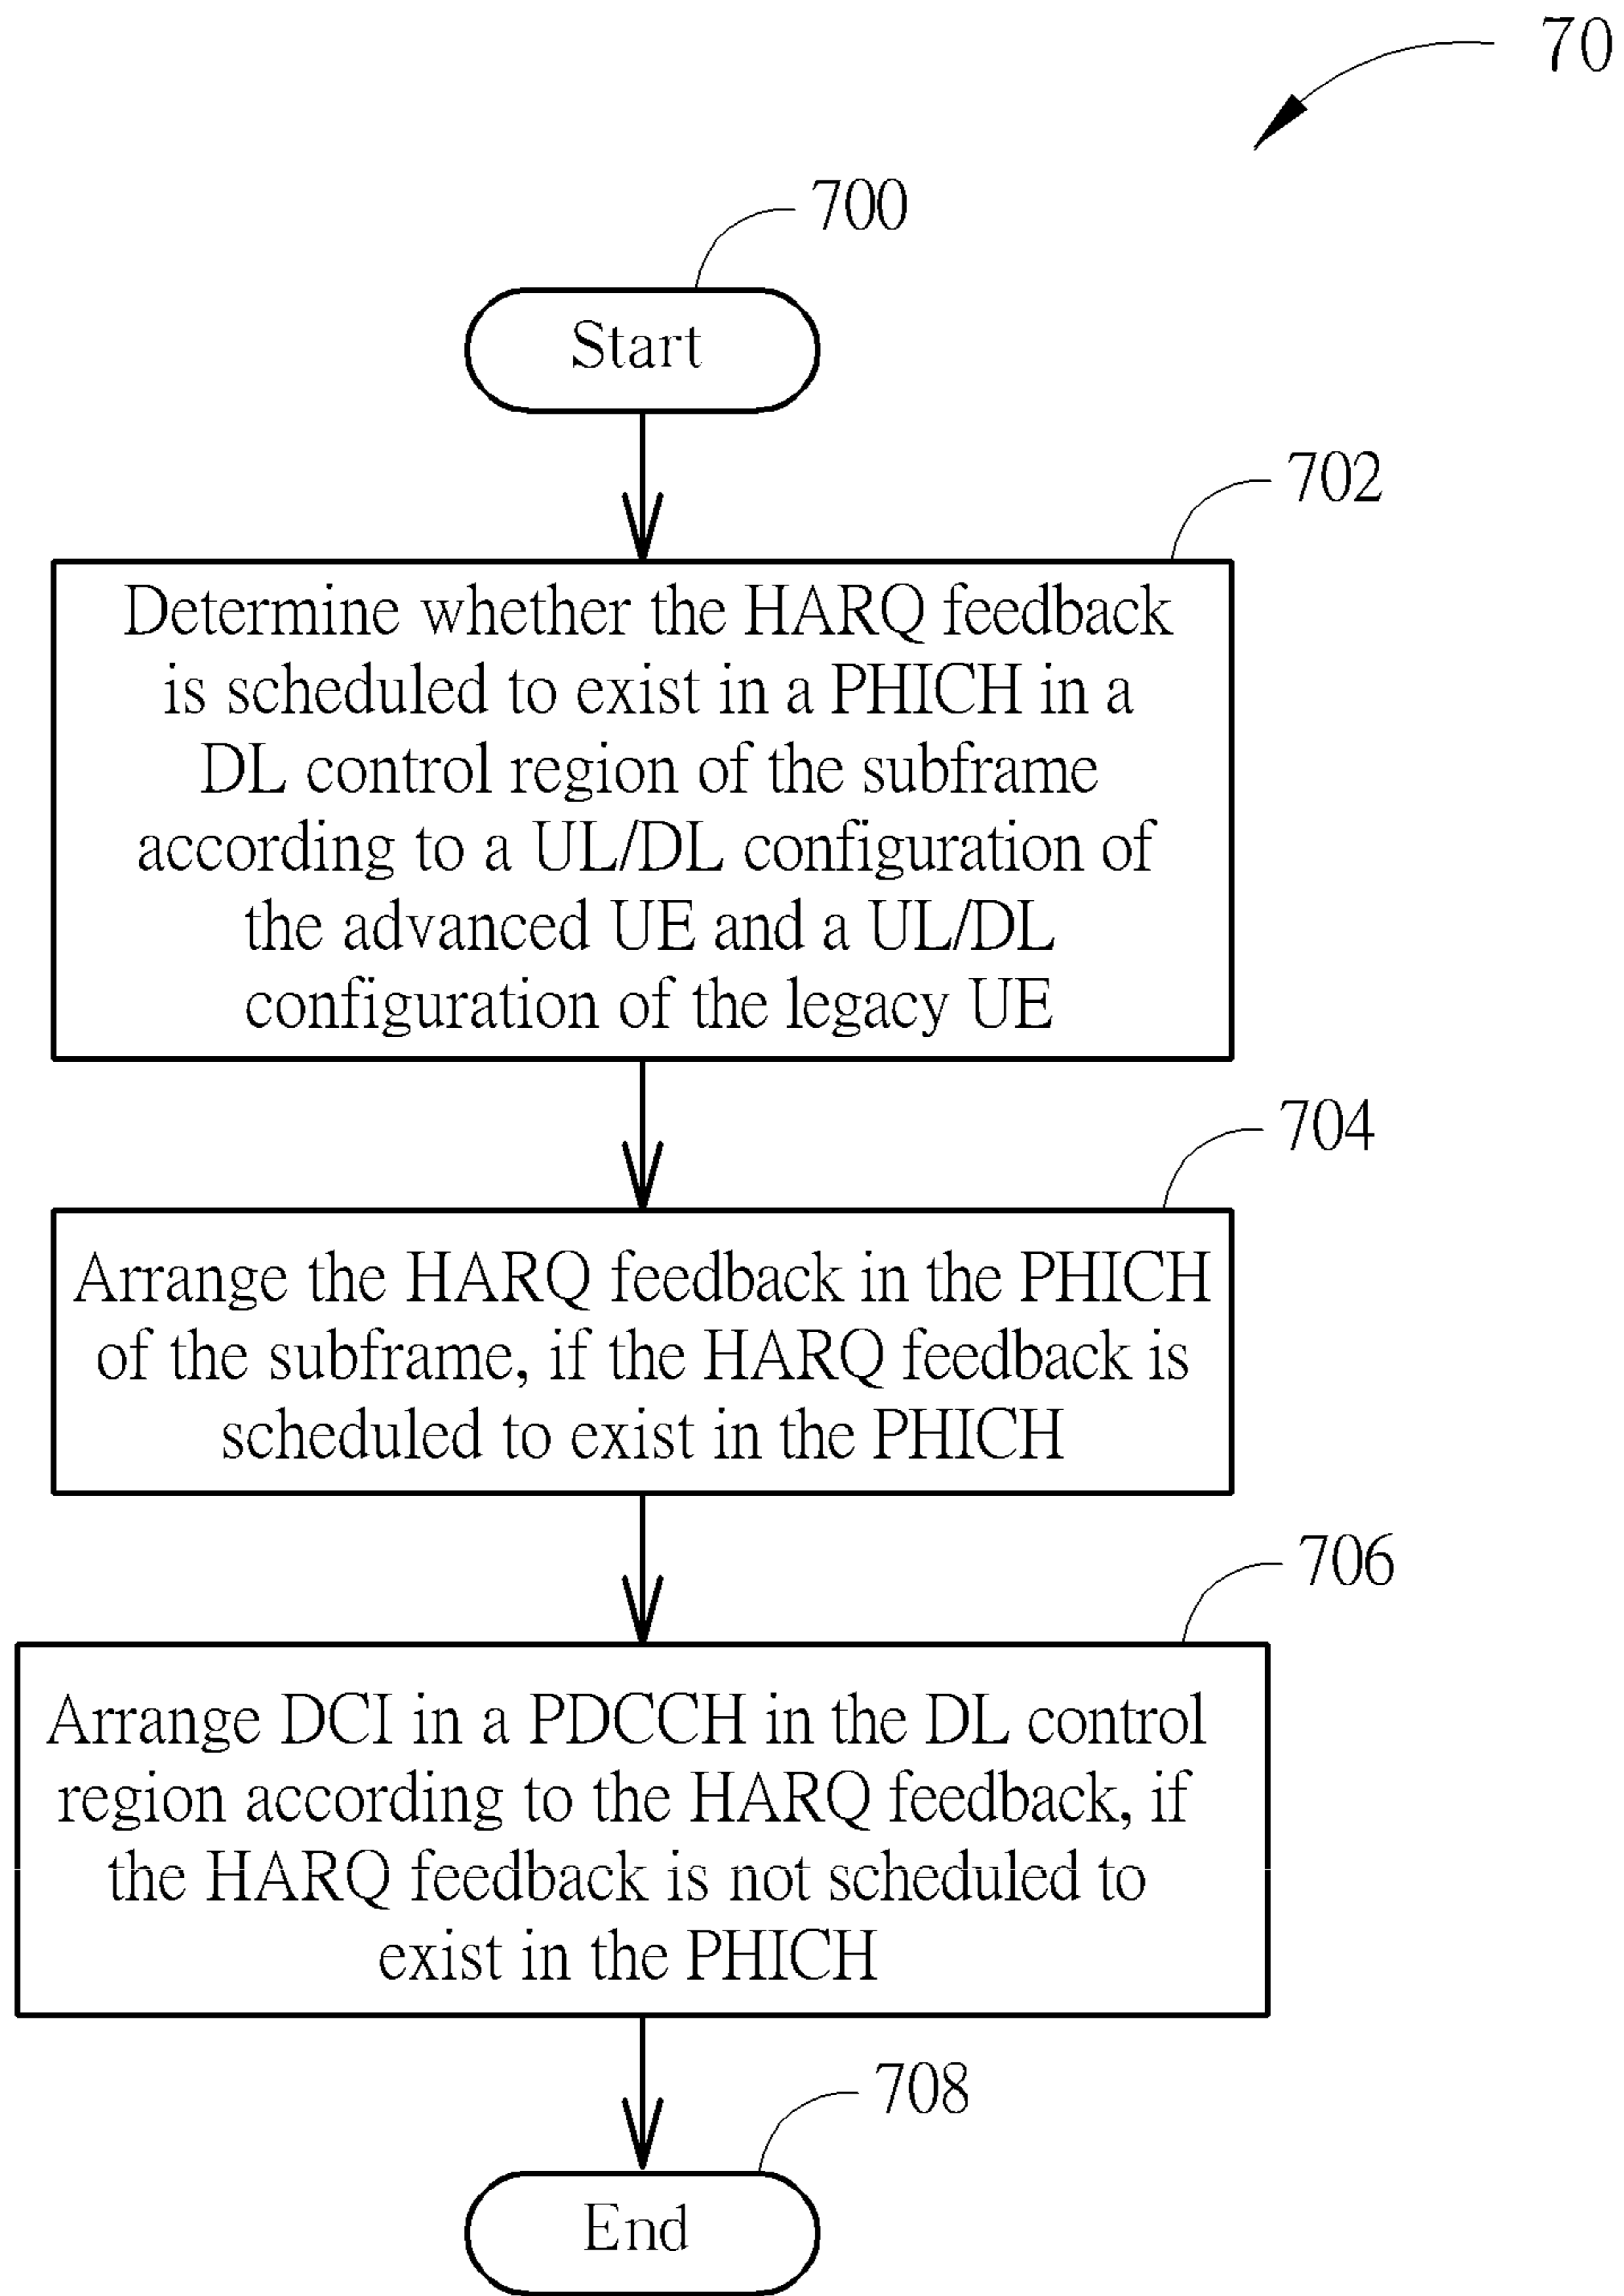 70
700
Start
702
Determine whether the HARQ feedback
is scheduled to exist in a PHICH in a
DL control region of the subframe
according to a UL/DL configuration of
the advanced UE and a UL/DL
configuration of the legacy UE
704
Arrange the HARQ feedback in the PHICH
of the subframe, if the HARQ feedback is
scheduled to exist in the PHICH
706
Arrange DCI in a PDCCH in the DL control
region according to the HARQ feedback, if
the HARQ feedback is not scheduled to
exist in the PHICH
708
End